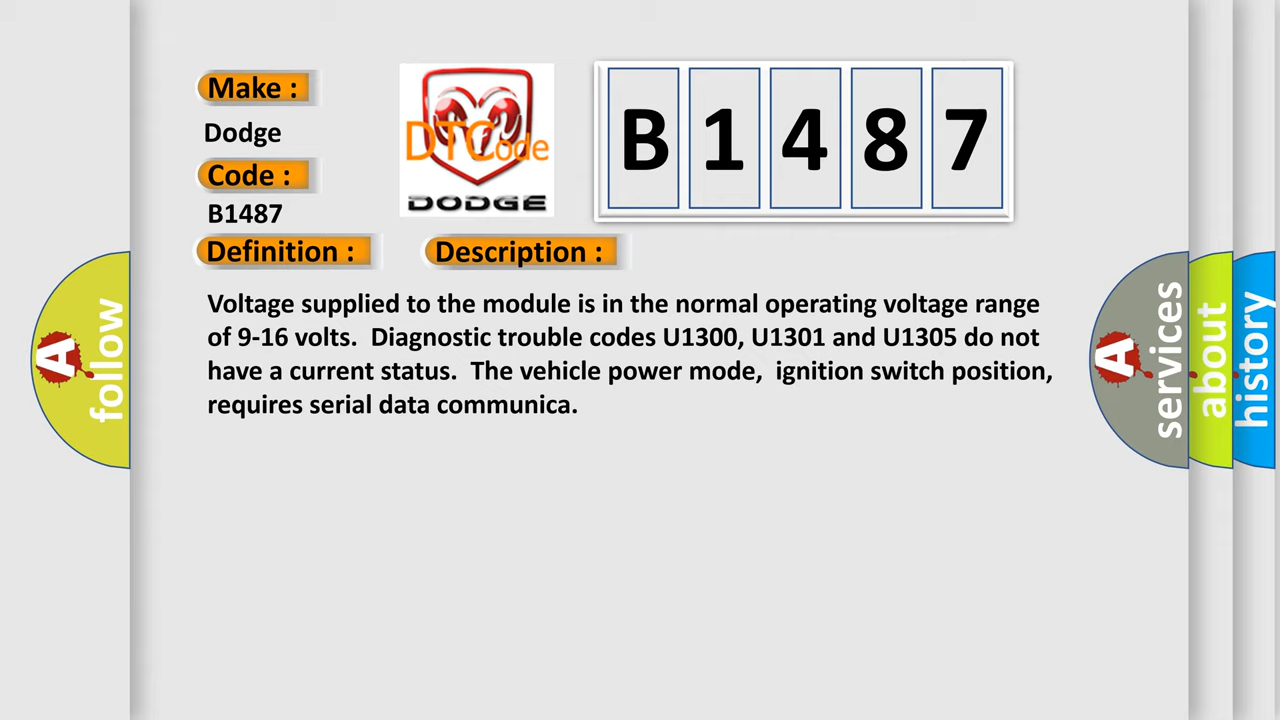 Make :
Dodge
Code :
B1487
Definition :
Description :
DTCode
DODGE
B 1 4 8 7
Voltage supplied to the module is in the normal operating voltage range
of 9-16 volts  Diagnostic trouble codes U1300, U1301 and U1305 do not
have a current status  The vehicle power mode,  ignition switch position,
requires serial data communica.
A
follow
A
services
about
history